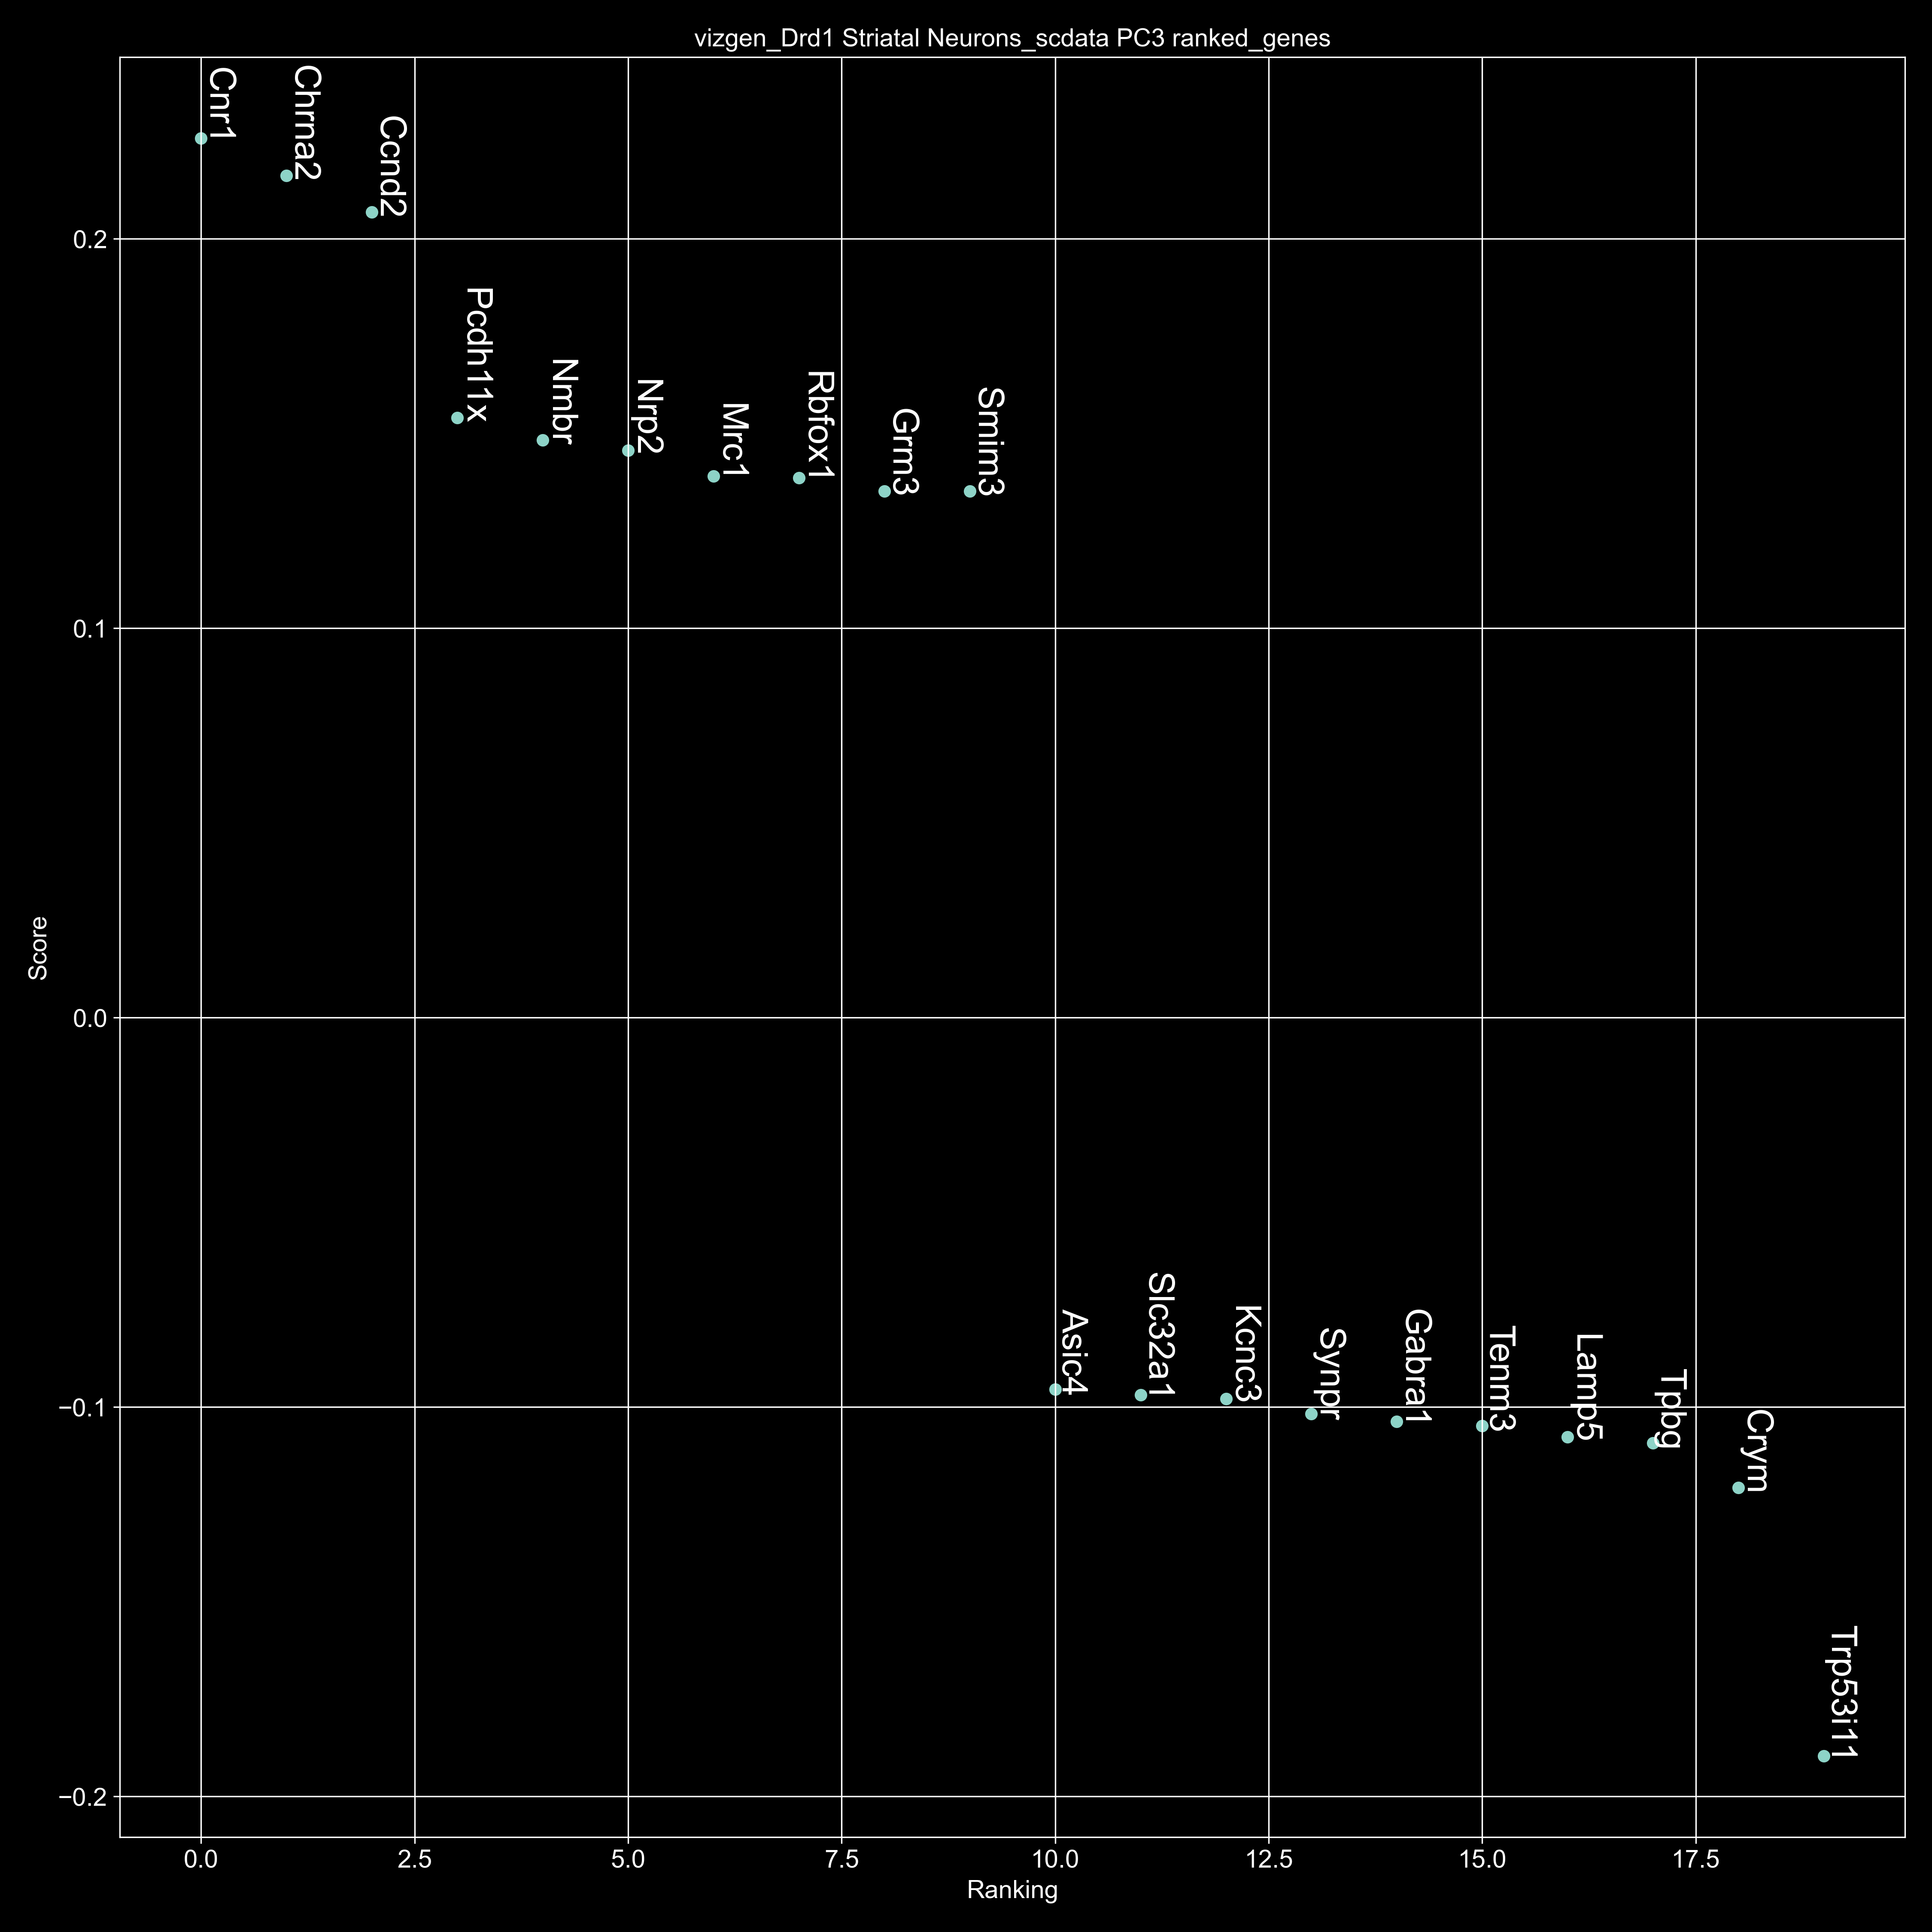 vizgen_Drd1 Striatal Neurons_scdata PC3 ranked_genes
Cnr1
Chrna2
Ccnd2
Pcdh11x
Nmbr
Nrp2
Mrc1
Rbfox1
Grm3
Smim3
Asic4
Slc32a1
Kcnc3
Synpr
Gabra1
Tenm3
Lamp5
Tpbg
Crym
Trp53i11
Score
0.2
0.1
0.0
−0.1
−0.2
0.0 2.5 5.0 7.5 10.0 12.5 15.0 17.5
Ranking